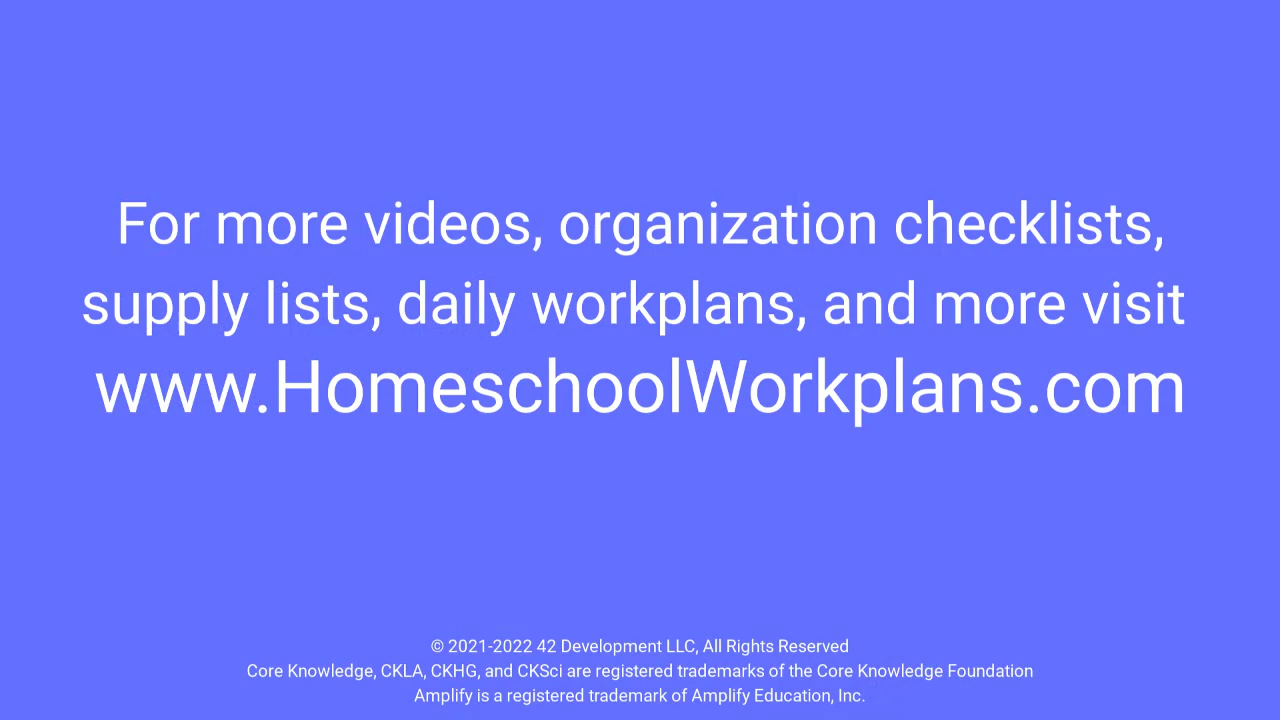 For more videos, organization checklists,
supply lists, daily workplans, and more visit
www.HomeschoolWorkplans.com
© 2021-2022 42 Development LLC, All Rights Reserved
Core Knowledge, CKLA, CKHG, and CKSci are registered trademarks of the Core Knowledge Foundation
Amplify is a registered trademark of Amplify Education, Inc.